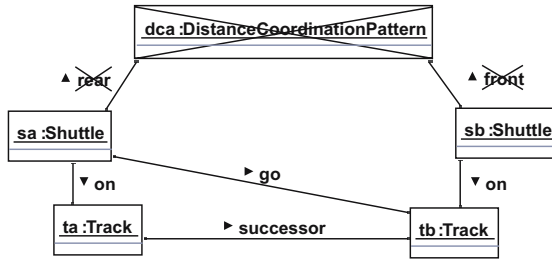 dca :DistanceCoordinationPattern
▲ rear
▲ front
sa :Shuttle
sb :Shuttle
▼ on
► go
▼ on
ta :Track
► successor
tb :Track